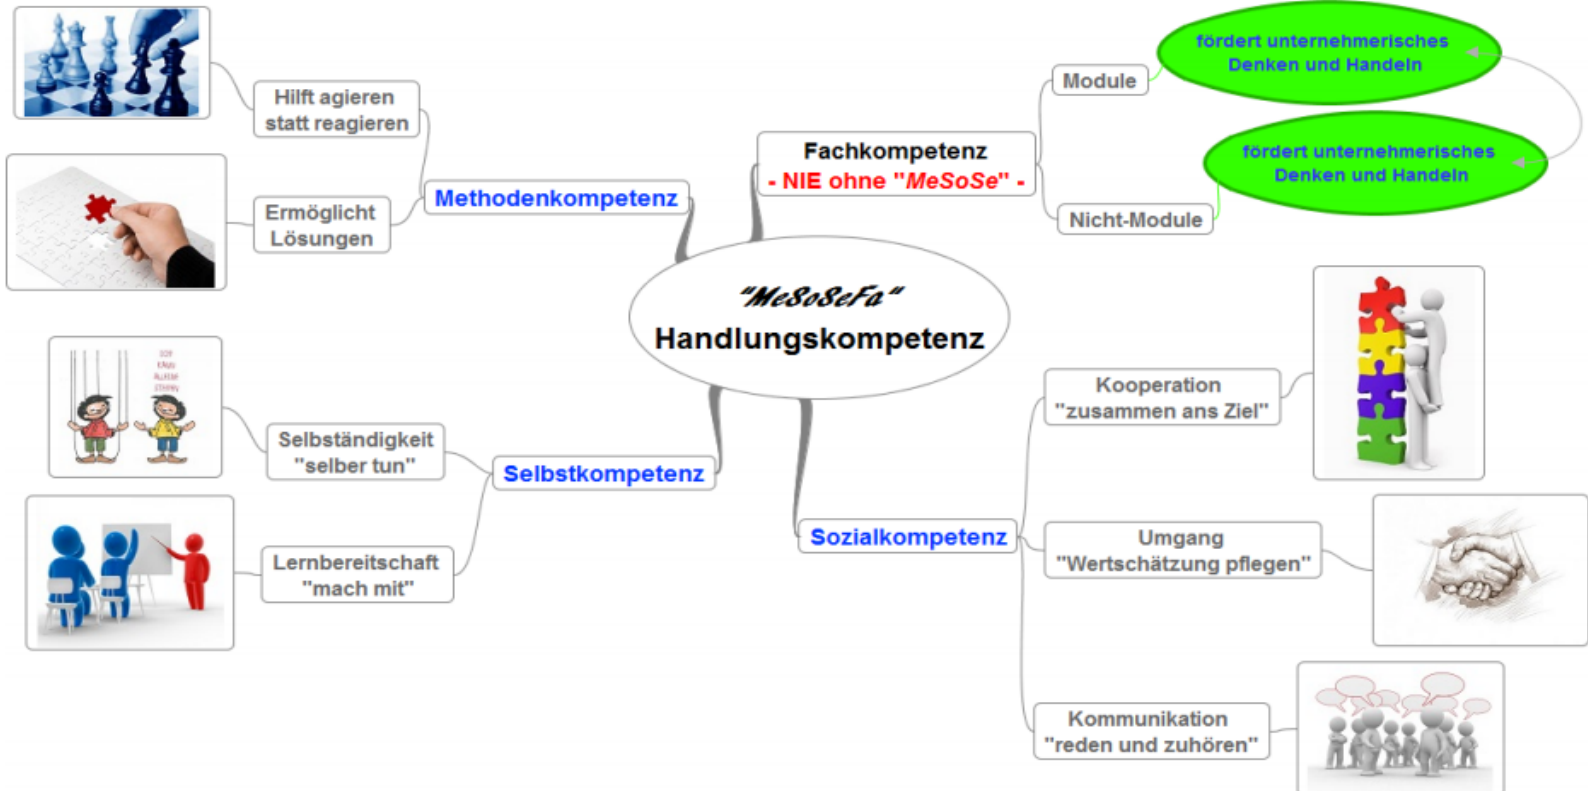 "MeSoSeFa"
Handlungskompetenz
Methodenkompetenz
Hilft agieren
statt reagieren
Ermöglicht
Lösungen
Fachkompetenz
- NIE ohne "MeSoSe" -
Module
fördert unternehmerisches
Denken und Handeln
Nicht-Module
fördert unternehmerisches
Denken und Handeln
Selbstkompetenz
Selbständigkeit
"selber tun"
Lernbereitschaft
"mach mit"
Sozialkompetenz
Kooperation
"zusammen ans Ziel"
Umgang
"Wertschätzung pflegen"
Kommunikation
"reden und zuhören"